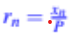 r_n = x_n / P